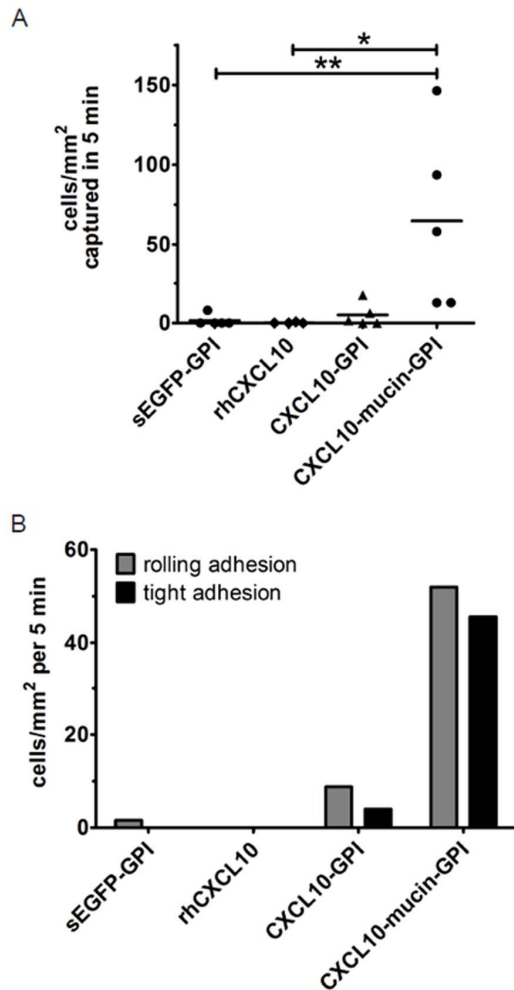 A
*
**
cells/mm²
captured in 5 min
150
100
50
0
sEGFP-GPI
rhCXCL10
CXCL10-GPI
CXCL10-mucin-GPI
B
rolling adhesion
tight adhesion
cells/mm² per 5 min
60
40
20
0
sEGFP-GPI
rhCXCL10
CXCL10-GPI
CXCL10-mucin-GPI